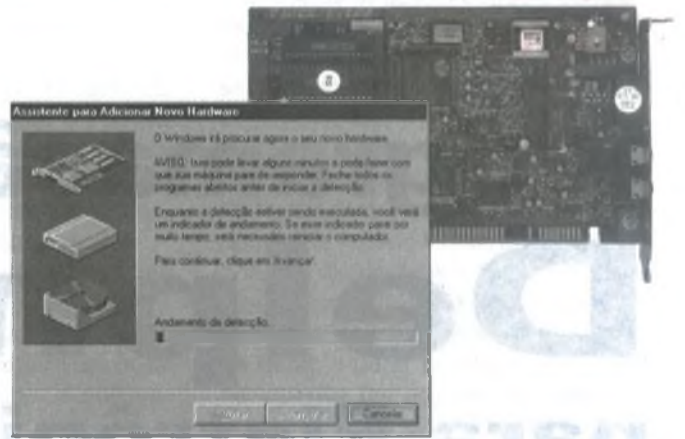 Assistente para Adicionar Novo Hardware
O Windows irá procurar agora o seu novo hardware.
AVISO: Isso pode levar alguns minutos e pode fazer com
que sua máquina pare de responder. Feche todos os
programas abertos antes de iniciar a detecção.
Enquanto a detecção estiver sendo executada, você verá
um indicador de andamento. Se esse indicador parar por
muito tempo, será necessário reiniciar o computador.
Para continuar, clique em 'Avançar'.
Andamento da detecção.
Cancela